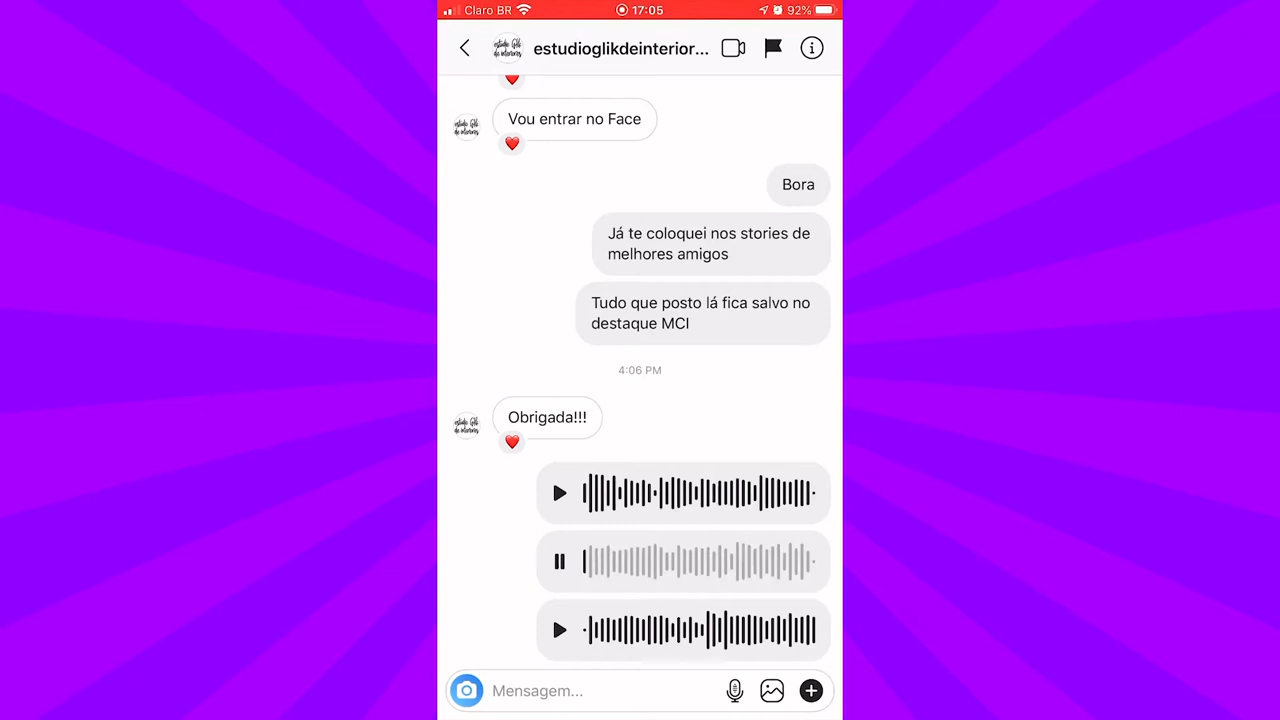 Claro BR
17:05
92%
estudioglikdeinterior...
Vou entrar no Face
Bora
Já te coloquei nos stories de
melhores amigos
Tudo que posto lá fica salvo no
destaque MCI
4:06 PM
Obrigada!!!
Mensagem...